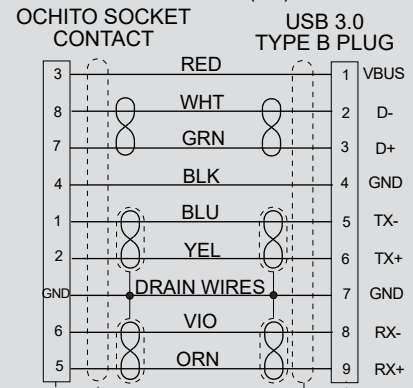 OCHITO SOCKET CONTACT
USB 3.0 TYPE B PLUG
3 RED 1 VBUS
8 WHT 2 D-
7 GRN 3 D+
4 BLK 4 GND
1 BLU 5 TX-
2 YEL 6 TX+
GND DRAIN WIRES 7 GND
6 VIO 8 RX-
5 ORN 9 RX+